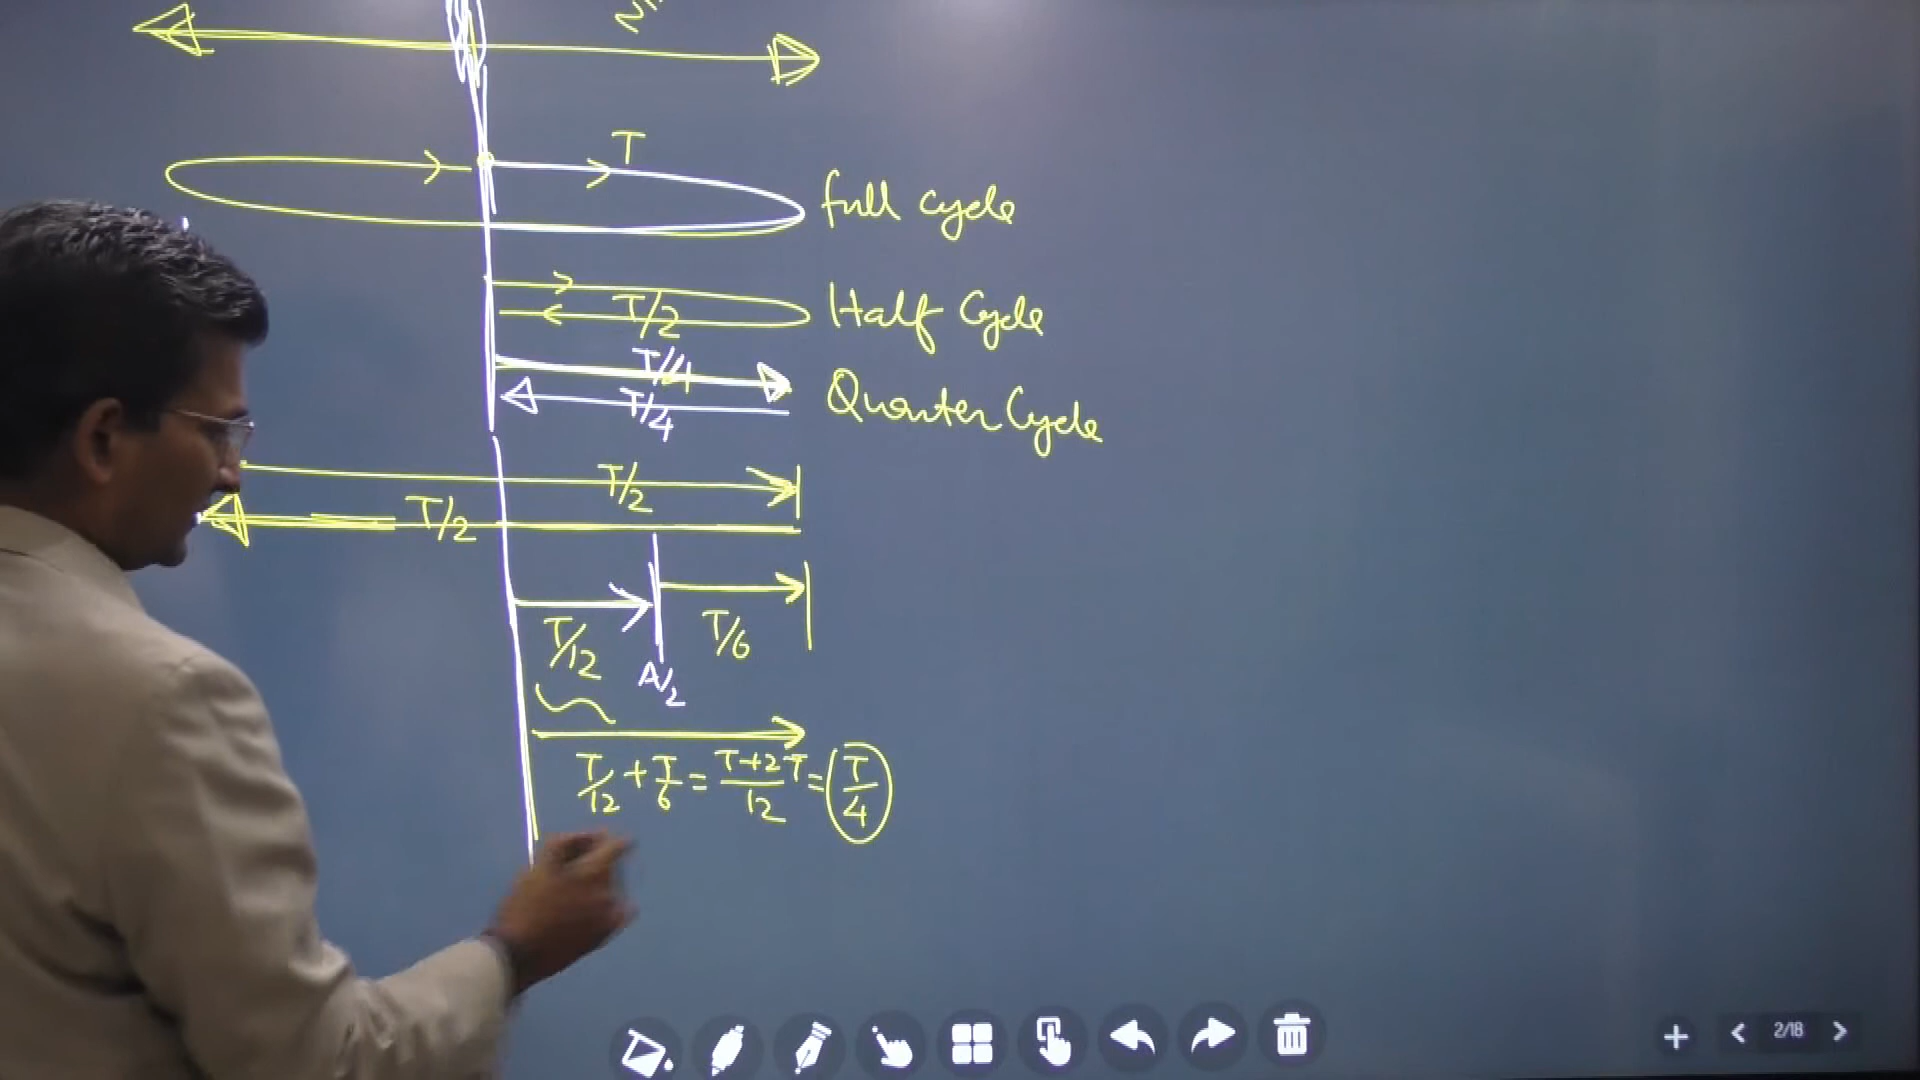 T
full cycle
T/2 Half Cycle
T/4
T/4 Quarter Cycle
T/2
T/2
T/12 T/6
A/2
T/12 + T/6 = T+2T/12 = T/4
2/18